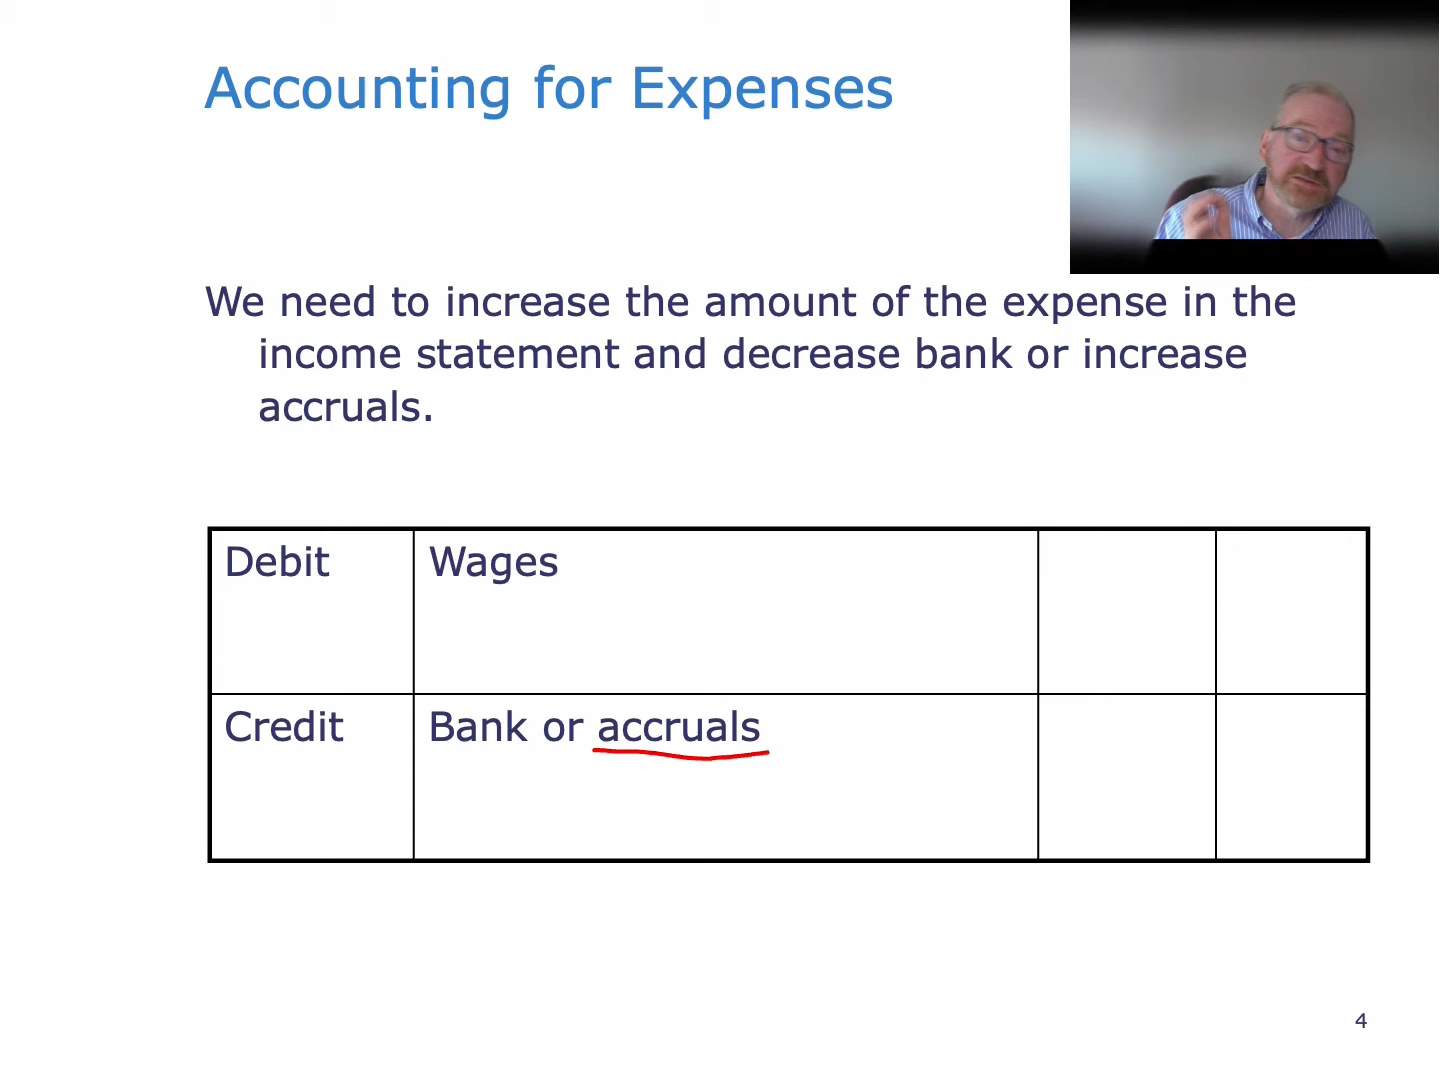 Accounting for Expenses
We need to increase the amount of the expense in the
income statement and decrease bank or increase
accruals.
Debit Wages
Credit Bank or accruals
4